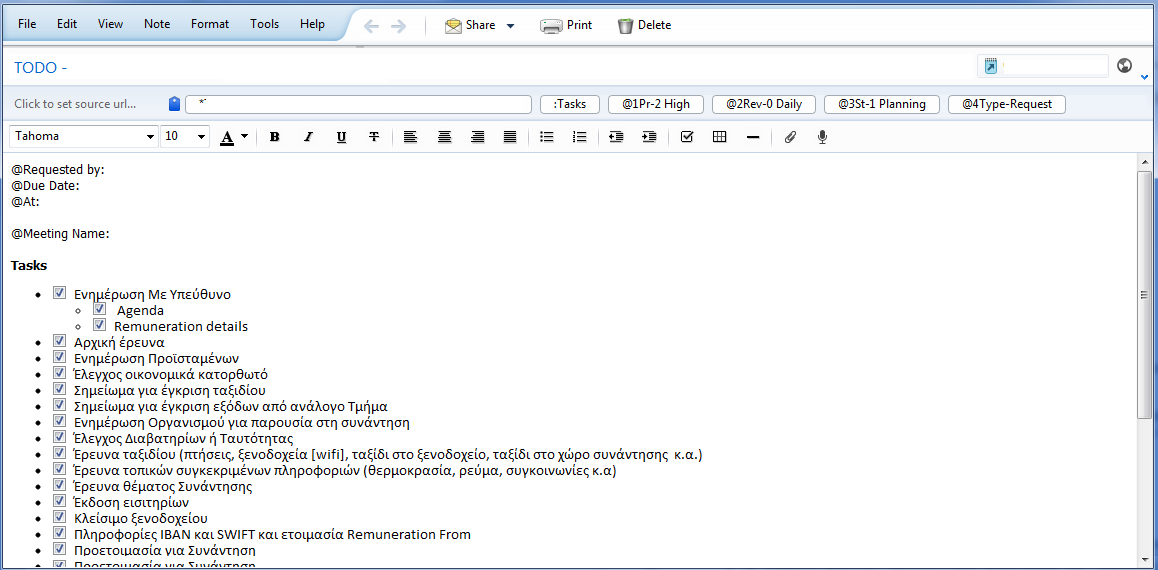 File Edit View Note Format Tools Help Share Print Delete
TODO -
Click to set source url... *´ :Tasks @1Pr-2 High @2Rev-0 Daily @3St-1 Planning @4Type-Request
Tahoma 10 A B I U T
@Requested by:
@Due Date:
@At:
@Meeting Name:
Tasks
Ενημέρωση Με Υπεύθυνο
Agenda
Remuneration details
Αρχική έρευνα
Ενημέρωση Προϊσταμένων
Έλεγχος οικονομικά κατορθωτό
Σημείωμα για έγκριση ταξιδίου
Σημείωμα για έγκριση εξόδων από ανάλογο Τμήμα
Ενημέρωση Οργανισμού για παρουσία στη συνάντηση
Έλεγχος Διαβατηρίων ή Ταυτότητας
Έρευνα ταξιδίου (πτήσεις, ξενοδοχεία [wifi], ταξίδι στο ξενοδοχείο, ταξίδι στο χώρο συνάντησης κ.α.)
Έρευνα τοπικών συγκεκριμένων πληροφοριών (θερμοκρασία, ρεύμα, συγκοινωνίες κ.α)
Έρευνα θέματος Συνάντησης
Έκδοση εισιτηρίων
Κλείσιμο ξενοδοχείου
Πληροφορίες IBAN και SWIFT και ετοιμασία Remuneration From
Προετοιμασία για Συνάντηση
Προετοιμασία για Συνάντηση